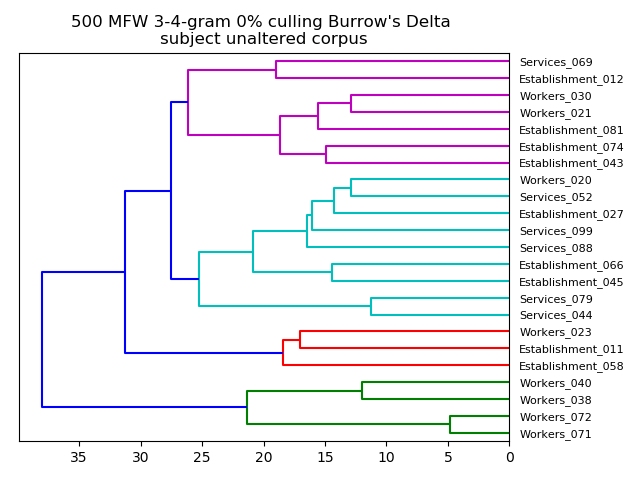 500 MFW 3-4-gram 0% culling Burrow's Delta
subject unaltered corpus
Services_069
Establishment_012
Workers_030
Workers_021
Establishment_081
Establishment_074
Establishment_043
Workers_020
Services_052
Establishment_027
Services_099
Services_088
Establishment_066
Establishment_045
Services_079
Services_044
Workers_023
Establishment_011
Establishment_058
Workers_040
Workers_038
Workers_072
Workers_071
35 30 25 20 15 10 5 0